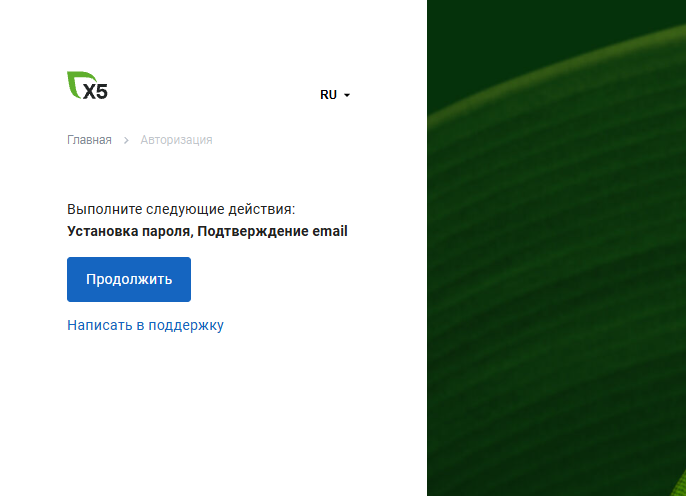 X5
RU
Главная > Авторизация
Выполните следующие действия:
Установка пароля, Подтверждение email
Продолжить
Написать в поддержку